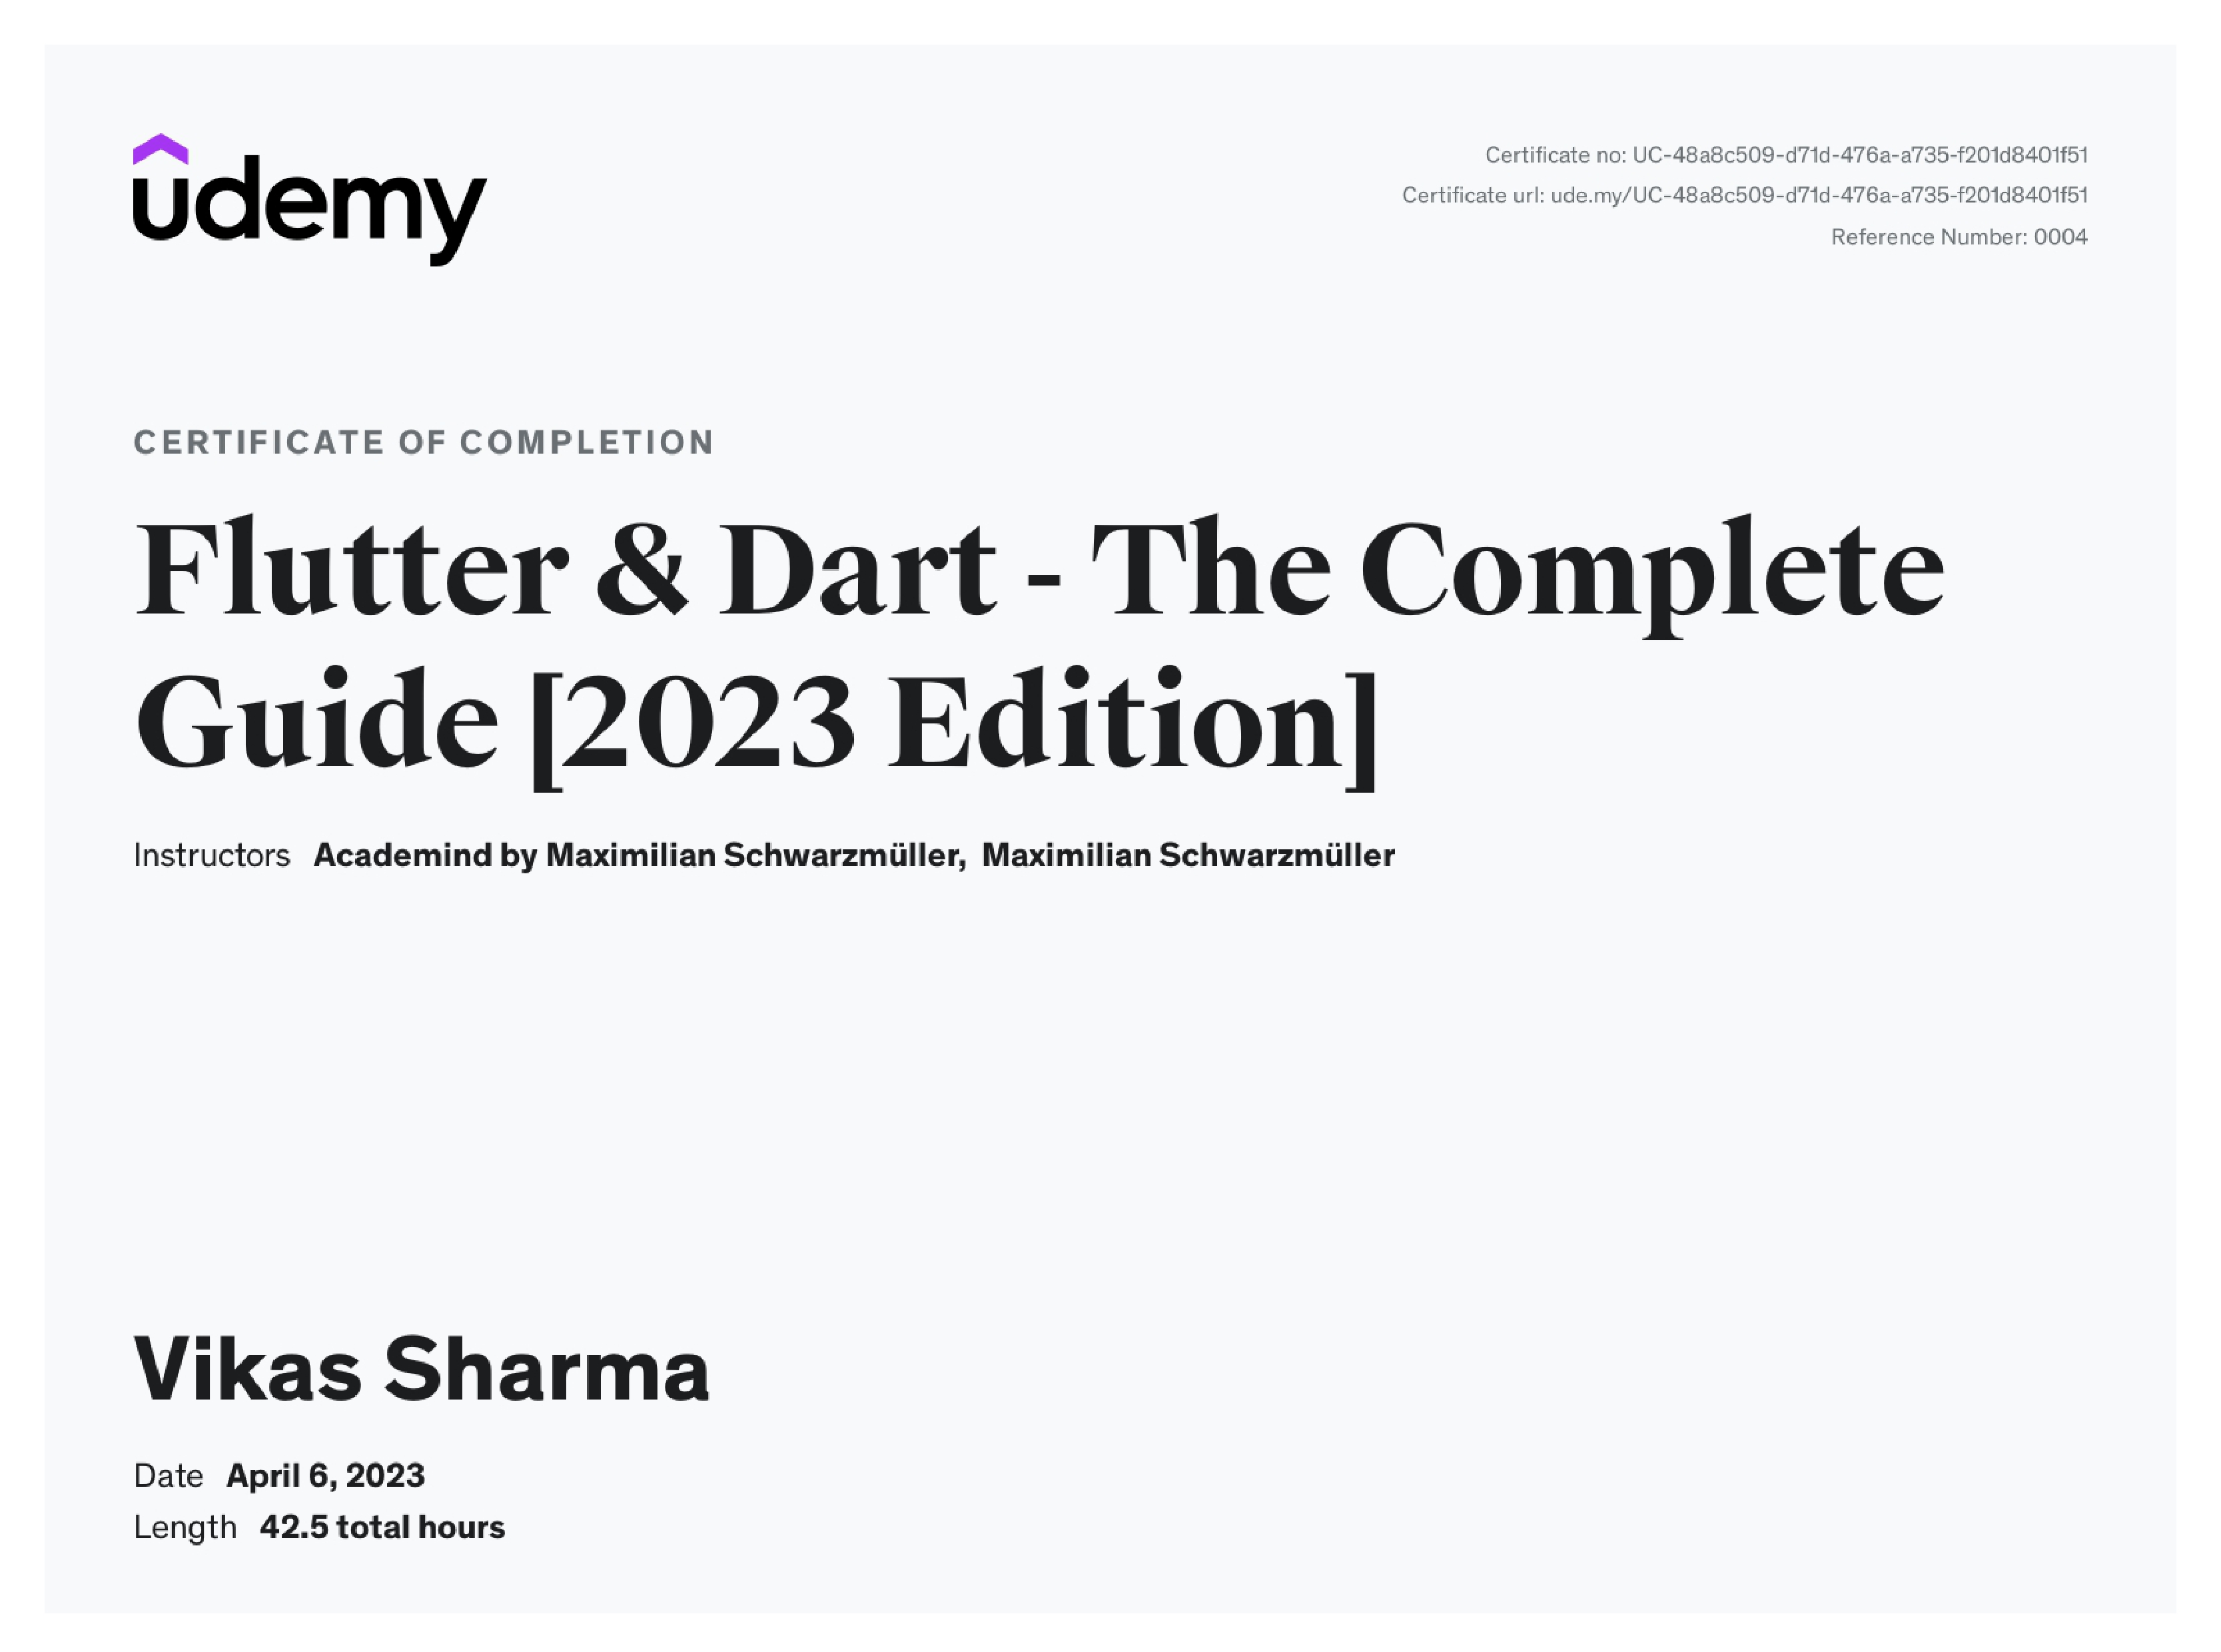 udemy
Certificate no: UC-48a8c509-d71d-476a-a735-f201d8401f51
Certificate url: ude.my/UC-48a8c509-d71d-476a-a735-f201d8401f51
Reference Number: 0004
CERTIFICATE OF COMPLETION
Flutter & Dart - The Complete
Guide [2023 Edition]
Instructors Academind by Maximilian Schwarzmüller, Maximilian Schwarzmüller
Vikas Sharma
Date April 6, 2023
Length 42.5 total hours